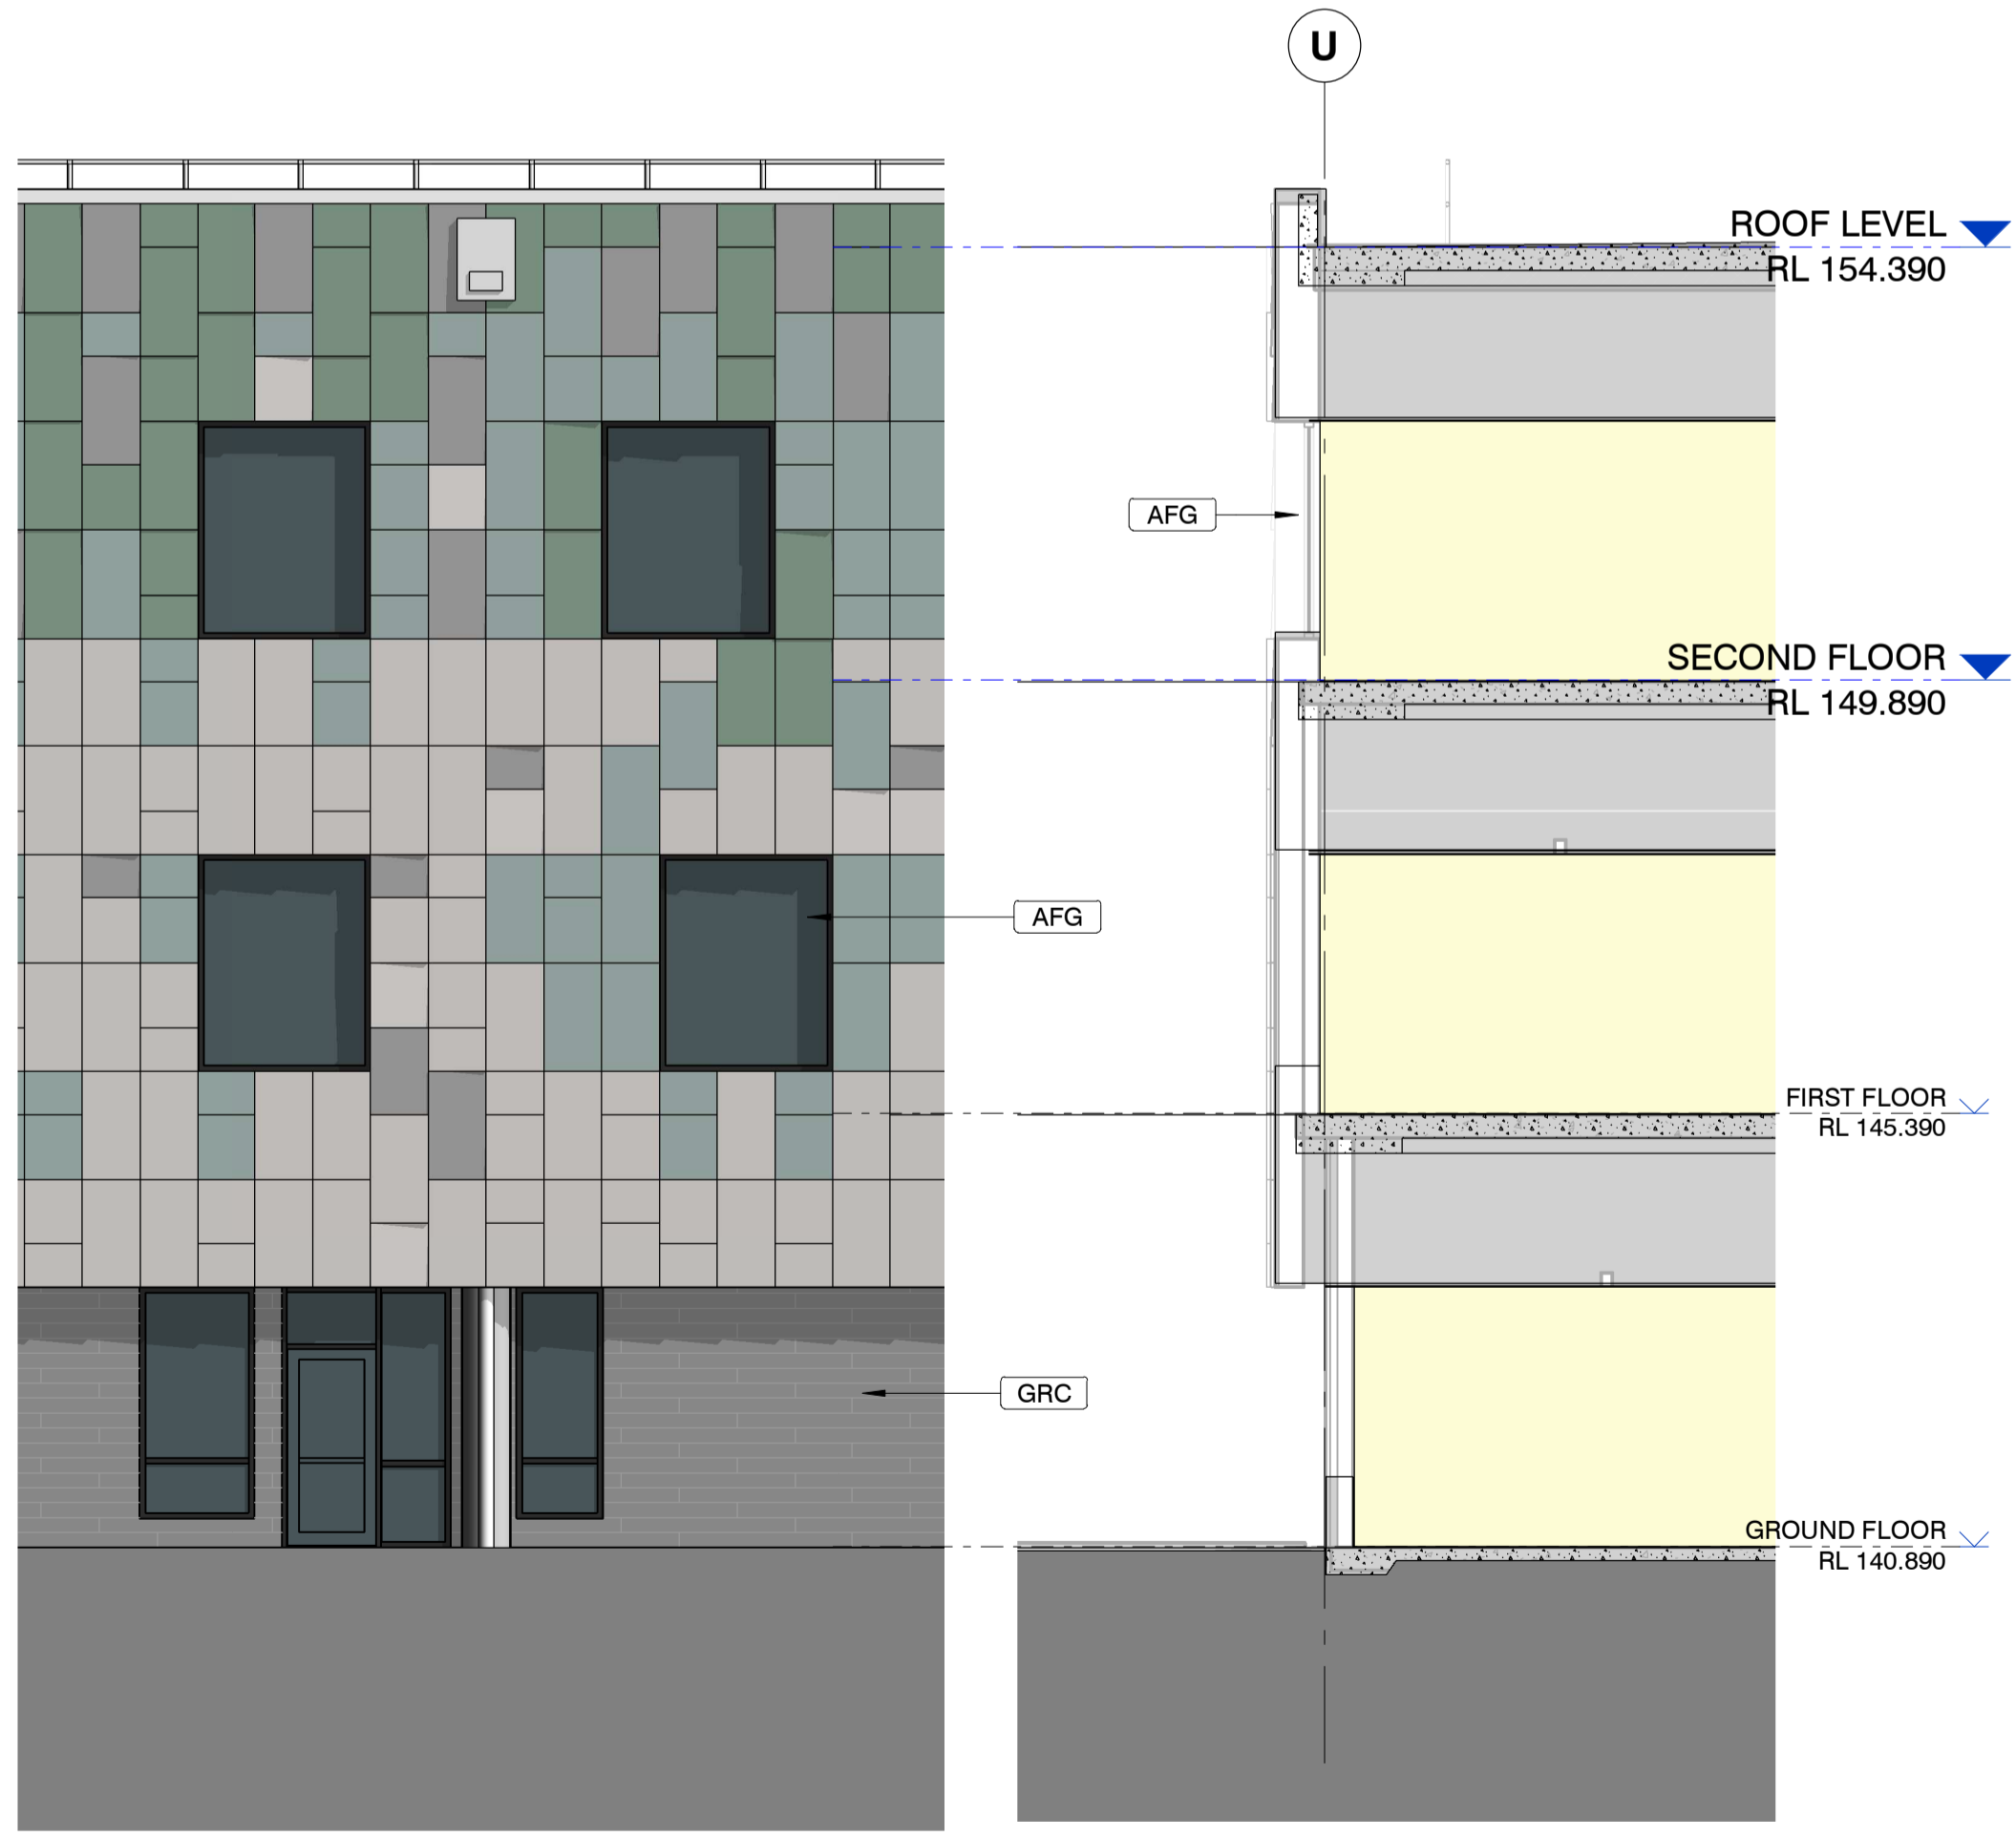 U
ROOF LEVEL
RL 154.390
AFG
SECOND FLOOR
RL 149.890
AFG
FIRST FLOOR
RL 145.390
GRC
GROUND FLOOR
RL 140.890